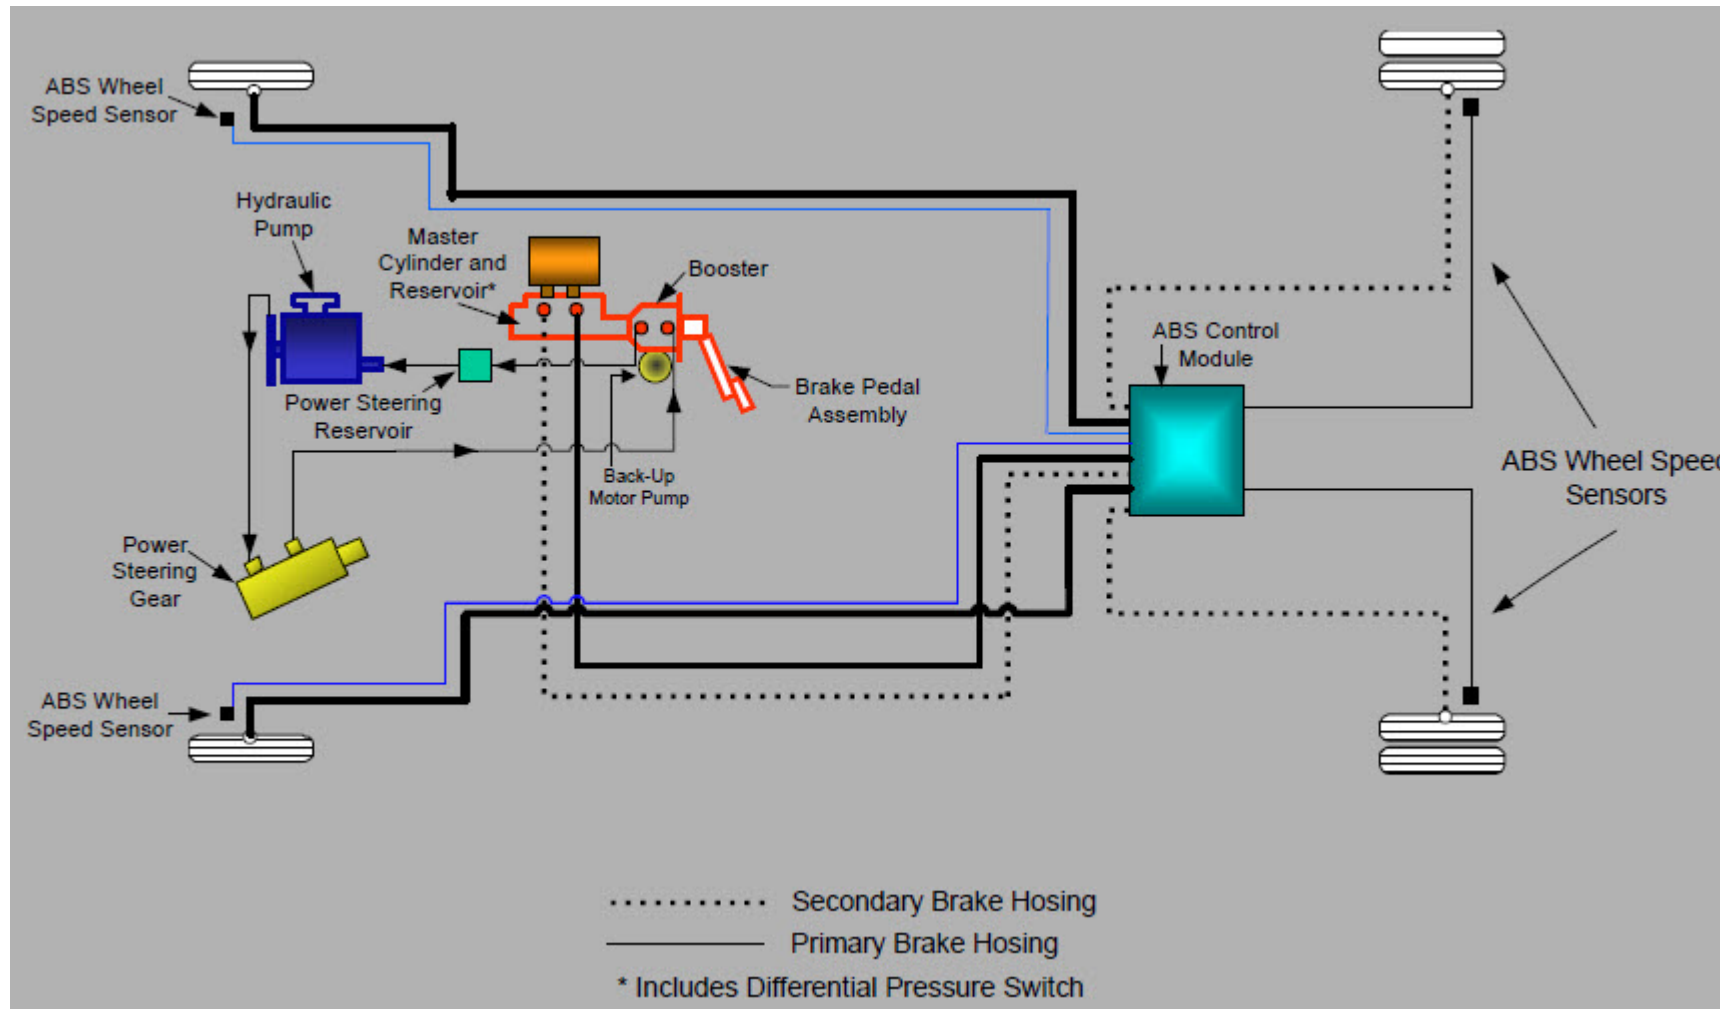 ABS Wheel
Speed Sensor
Hydraulic
Pump
Master
Cylinder and
Reservoir*
Booster
ABS Control
Module
Power Steering
Reservoir
Brake Pedal
Assembly
Back-Up
Motor Pump
ABS Wheel Speed
Sensors
Power
Steering
Gear
ABS Wheel
Speed Sensor
Secondary Brake Hosing
Primary Brake Hosing
* Includes Differential Pressure Switch